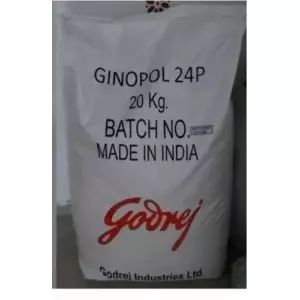 GINOPOL 24P
20 Kg.
BATCH NO.
MADE IN INDIA
Godrej
Godrej Industries Ltd.